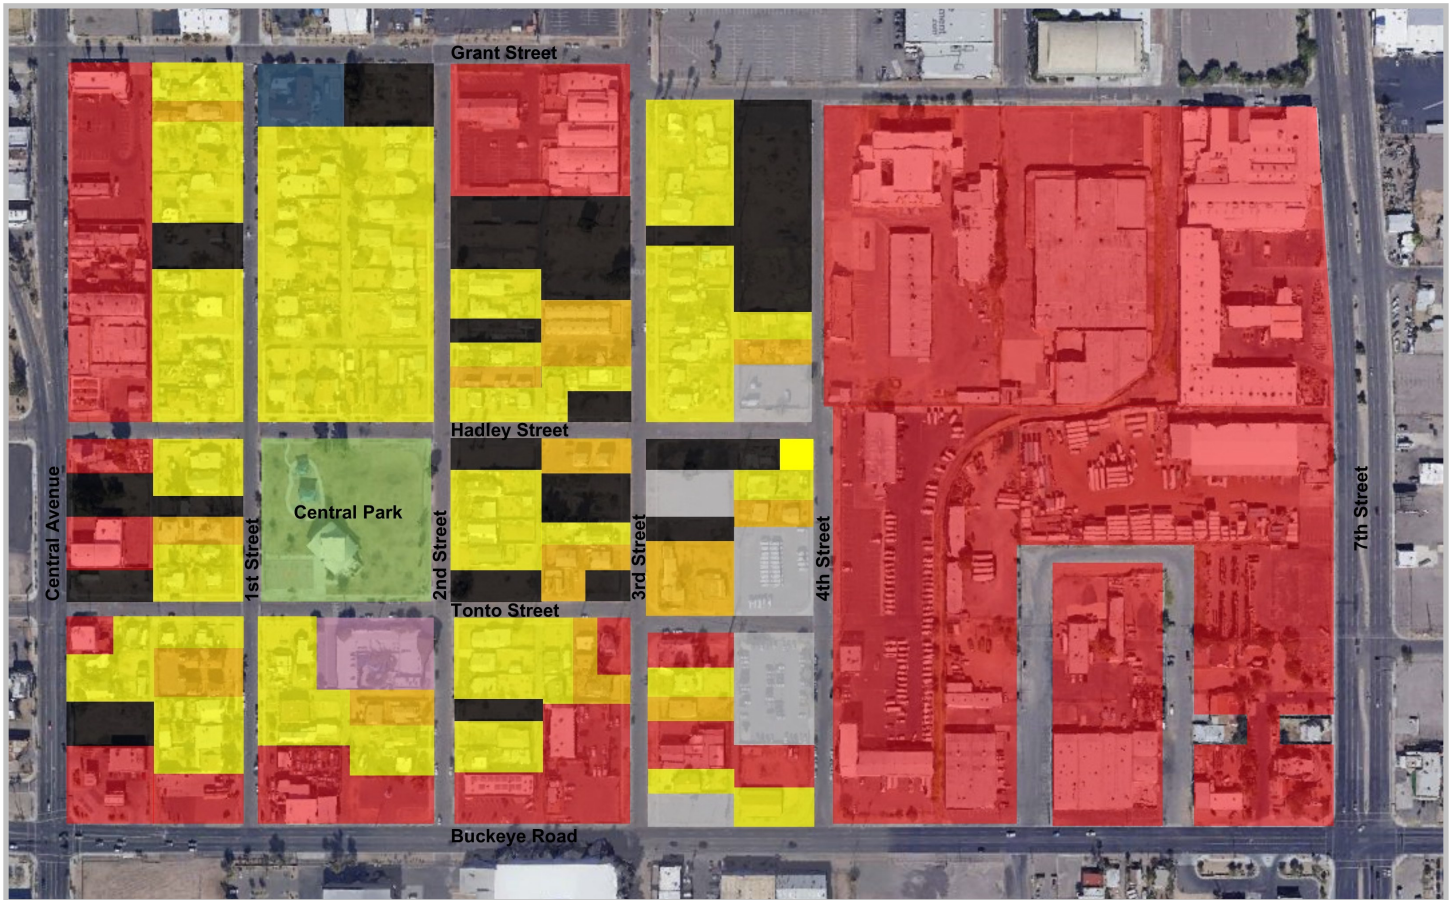 Grant Street
Hadley Street
Central Avenue
1st Street
Central Park
2nd Street
3rd Street
4th Street
7th Street
Tonto Street
Buckeye Road